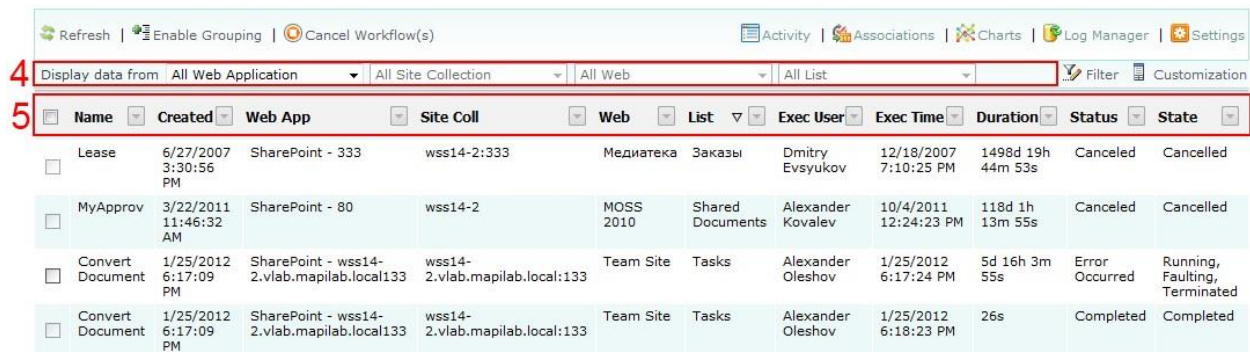 Refresh | Enable Grouping | Cancel Workflow(s) Activity | Associations | Charts | Log Manager | Settings
4 Display data from All Web Application All Site Collection All Web All List Filter Customization
5 Name Created Web App Site Coll Web List Exec User Exec Time Duration Status State
Lease 6/27/2007 SharePoint - 333 wss14-2:333 Медиатека Заказы Dmitry 12/18/2007 1498d 19h Canceled Cancelled
3:30:56 Evsyukov 7:10:25 PM 44m 53s
PM
MyApprov 3/22/2011 SharePoint - 80 wss14-2 MOSS Shared Alexander 10/4/2011 118d 1h Canceled Cancelled
11:46:32 2010 Documents Kovalev 12:24:23 PM 13m 55s
AM
Convert 1/25/2012 SharePoint - wss14- wss14- Team Site Tasks Alexander 1/25/2012 5d 16h 3m Error Running,
Document 6:17:09 2.vlab.mapilab.local133 2.vlab.mapilab.local:133 Oleshov 6:17:24 PM 55s Occurred Faulting,
PM Terminated
Convert 1/25/2012 SharePoint - wss14- wss14- Team Site Tasks Alexander 1/25/2012 26s Completed Completed
Document 6:17:09 2.vlab.mapilab.local133 2.vlab.mapilab.local:133 Oleshov 6:18:23 PM
PM